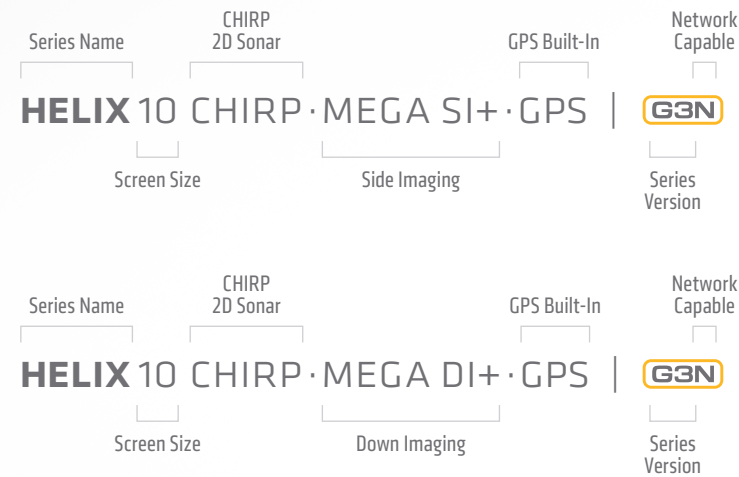 CHIRP Network
Series Name 2D Sonar GPS Built-In Capable
HELIX 10 CHIRP·MEGA SI+·GPS | G3N
Screen Size Side Imaging Series
Version
CHIRP Network
Series Name 2D Sonar GPS Built-In Capable
HELIX 10 CHIRP·MEGA DI+·GPS | G3N
Screen Size Down Imaging Series
Version